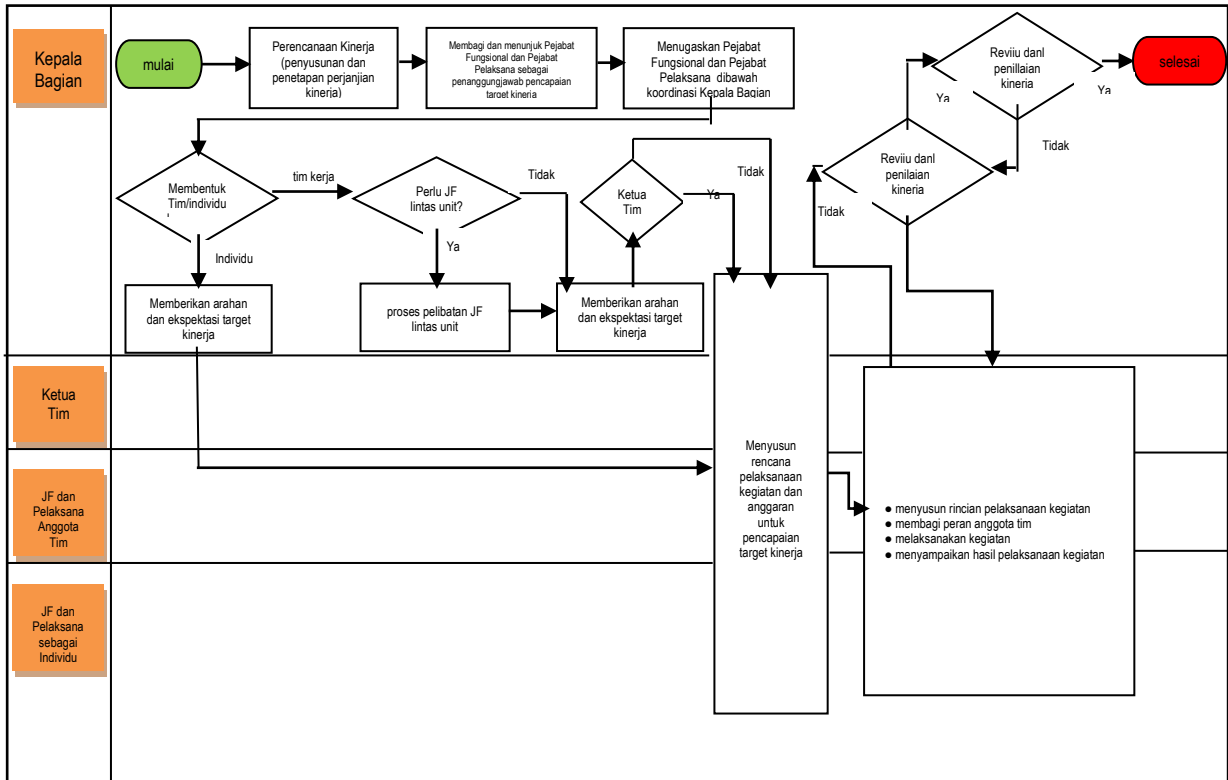 Kepala
Bagian
mulai
Perencanaan Kinerja
(penyusunan dan
penetapan perjanjian
kinerja)
Membagi dan menunjuk Pejabat
Fungsional dan Pejabat
Pelaksana sebagai
penanggungjawab pencapaian
target kinerja
Menugaskan Pejabat
Fungsional dan Pejabat
Pelaksana dibawah
koordinasi Kepala Bagian
Reviiu danl
penillaian
kineria
selesai
Ya
Ya
Tidak
Reviiu danl
penilaian
kineria
Tidak
Tidak
Membentuk
Tim/individu
tim kerja
Perlu JF
lintas unit?
Tidak
Ketua
Tim
Ya
Individu
Ya
Memberikan arahan
dan ekspektasi target
kinerja
proses pelibatan JF
lintas unit
Memberikan arahan
dan ekspektasi target
kinerja
Ketua
Tim
JF dan
Pelaksana
Anggota
Tim
Menyusun
rencana
pelaksanaan
kegiatan dan
anggaran
untuk
pencapaian
target kinerja
● menyusun rincian pelaksanaan kegiatan
● membagi peran anggota tim
● melaksanakan kegiatan
● menyampaikan hasil pelaksanaan kegiatan
JF dan
Pelaksana
sebagai
Individu